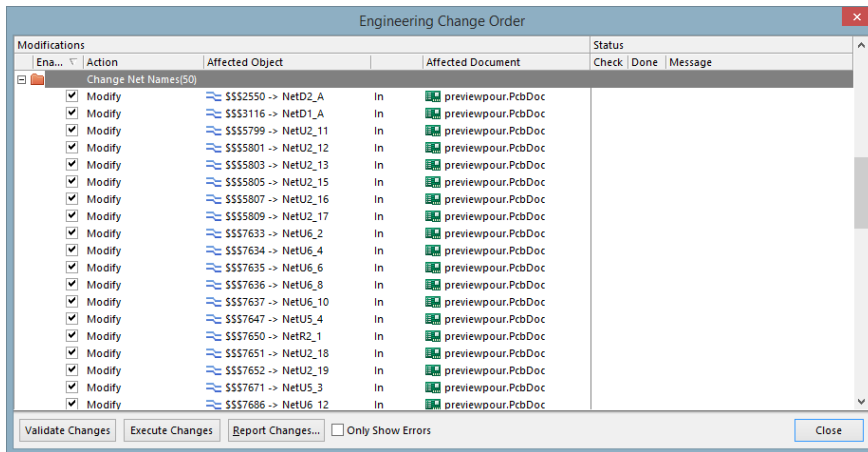 Engineering Change Order
Modifications Status
Ena... Action Affected Object Affected Document Check Done Message
Change Net Names(50)
Modify $$$2550 -> NetD2_A In previewpour.PcbDoc
Modify $$$3116 -> NetD1_A In previewpour.PcbDoc
Modify $$$5799 -> NetU2_11 In previewpour.PcbDoc
Modify $$$5801 -> NetU2_12 In previewpour.PcbDoc
Modify $$$5803 -> NetU2_13 In previewpour.PcbDoc
Modify $$$5805 -> NetU2_15 In previewpour.PcbDoc
Modify $$$5807 -> NetU2_16 In previewpour.PcbDoc
Modify $$$5809 -> NetU2_17 In previewpour.PcbDoc
Modify $$$7633 -> NetU6_2 In previewpour.PcbDoc
Modify $$$7634 -> NetU6_4 In previewpour.PcbDoc
Modify $$$7635 -> NetU6_6 In previewpour.PcbDoc
Modify $$$7636 -> NetU6_8 In previewpour.PcbDoc
Modify $$$7637 -> NetU6_10 In previewpour.PcbDoc
Modify $$$7647 -> NetU5_4 In previewpour.PcbDoc
Modify $$$7650 -> NetR2_1 In previewpour.PcbDoc
Modify $$$7651 -> NetU2_18 In previewpour.PcbDoc
Modify $$$7652 -> NetU2_19 In previewpour.PcbDoc
Modify $$$7671 -> NetU5_3 In previewpour.PcbDoc
Modify $$$7686 -> NetU6_12 In previewpour.PcbDoc
Validate Changes Execute Changes Report Changes... Only Show Errors Close